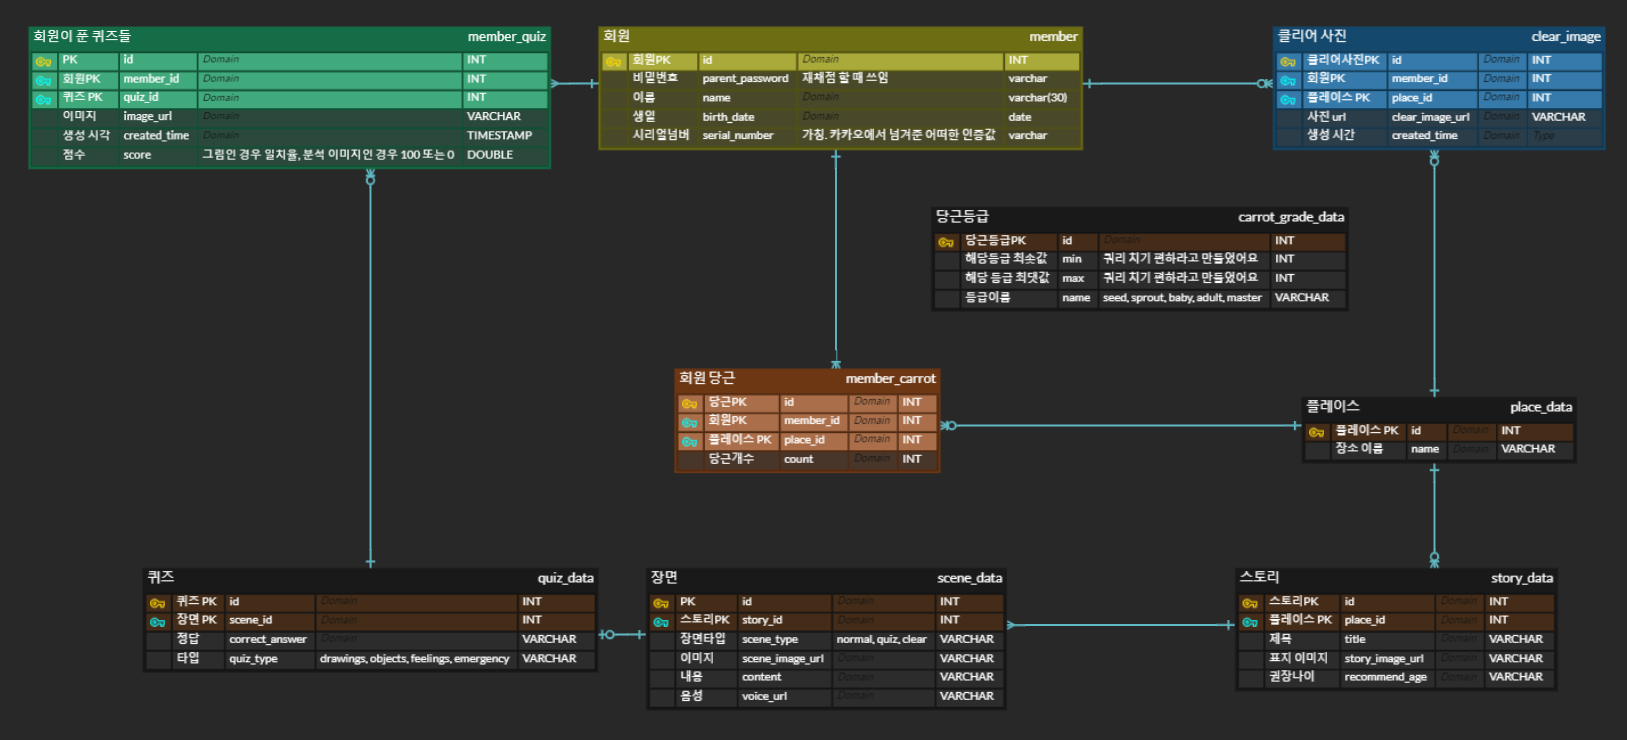 회원이 푼 퀴즈들 member_quiz
PK id Domain INT
회원PK member_id Domain INT
퀴즈 PK quiz_id Domain INT
이미지 image_url VARCHAR
생성 시각 created_time Domain TIMESTAMP
점수 score 그림인 경우 일치율, 분석 이미지인 경우 100 또는 0 DOUBLE
회원 member
회원PK id Domain INT
비밀번호 parent_password 재채점 할 때 쓰임 varchar
이름 name Domain varchar(30)
생일 birth_date Domain date
시리얼넘버 serial_number 가칭. 카카오에서 넘겨준 어떠한 인증값 varchar
클리어 사진 clear_image
클리어사진PK id Domain INT
회원PK member_id Domain INT
플레이스 PK place_id Domain INT
사진 url clear_image_url Domain VARCHAR
생성 시간 created_time Domain Type
당근등급 carrot_grade_data
당근등급PK id Domain INT
해당등급 최솟값 min 쿼리 치기 편하라고 만들었어요 INT
해당 등급 최댓값 max 쿼리 치기 편하라고 만들었어요 INT
등급이름 name seed, sprout, baby, adult, master VARCHAR
회원 당근 member_carrot
당근PK id Domain INT
회원PK member_id Domain INT
플레이스 PK place_id Domain INT
당근개수 count Domain INT
플레이스 place_data
플레이스 PK id Domain INT
장소 이름 name Domain VARCHAR
퀴즈 quiz_data
퀴즈 PK id Domain INT
장면 PK scene_id Domain INT
정답 correct_answer Domain VARCHAR
타입 quiz_type drawings, objects, feelings, emergency VARCHAR
장면 scene_data
PK id Domain INT
스토리PK story_id Domain INT
장면타입 scene_type normal, quiz, clear VARCHAR
이미지 scene_image_url Domain VARCHAR
내용 content Domain VARCHAR
음성 voice_url Domain VARCHAR
스토리 story_data
스토리PK id Domain INT
플레이스 PK place_id Domain INT
제목 title Domain VARCHAR
표지 이미지 story_image_url Domain VARCHAR
권장나이 recommend_age Domain VARCHAR